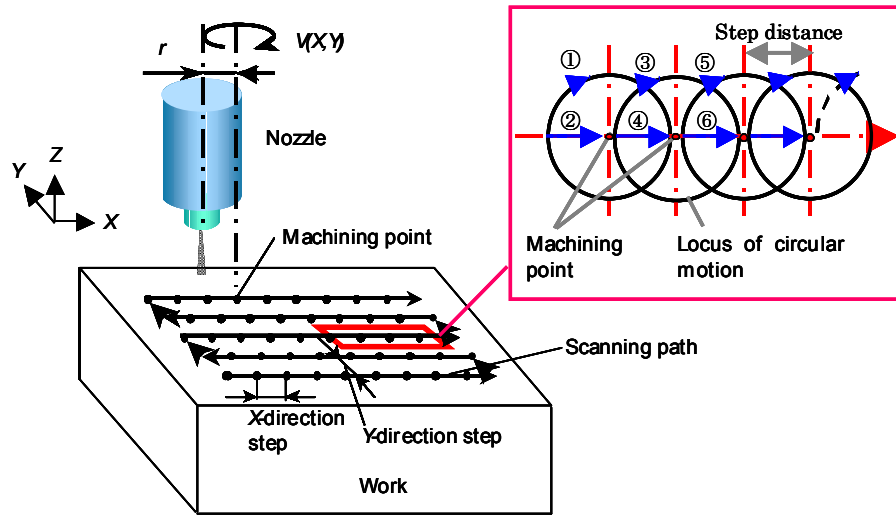 r
V(X,Y)
Nozzle
Z
Y
X
Machining point
Scanning path
X-direction
step
Y-direction step
Work
Step distance
① ③ ⑤
② ④ ⑥
Machining
point
Locus of circular
motion